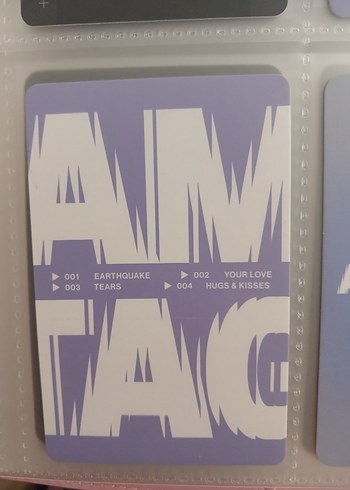 AM
▶ 001 EARTHQUAKE ▶ 002 YOUR LOVE
▶ 003 TEARS ▶ 004 HUGS & KISSES
TAG